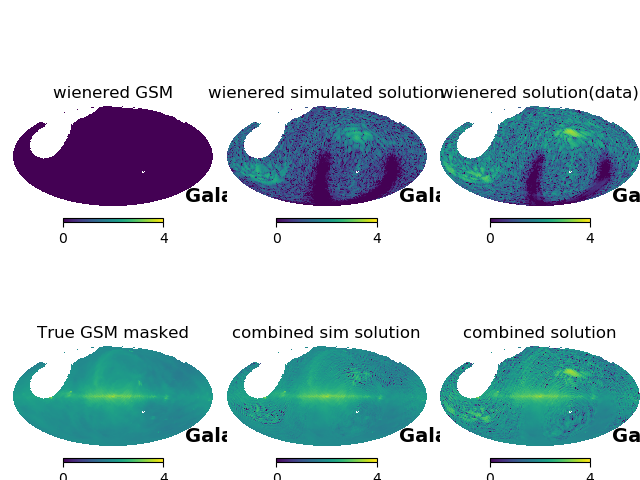 wienered GSM
wienered simulated solution
wienered solution(data)
Gala
Gala
Ga
0 4
0 4
0 4
True GSM masked
combined sim solution
combined solution
Gala
Gala
Ga
0 4
0 4
0 4